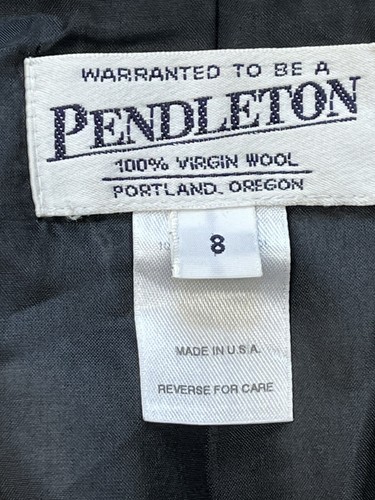 WARRANTED TO BE A
PENDLETON
100% VIRGIN WOOL
PORTLAND, OREGON
8
MADE IN U.S.A.
REVERSE FOR CARE